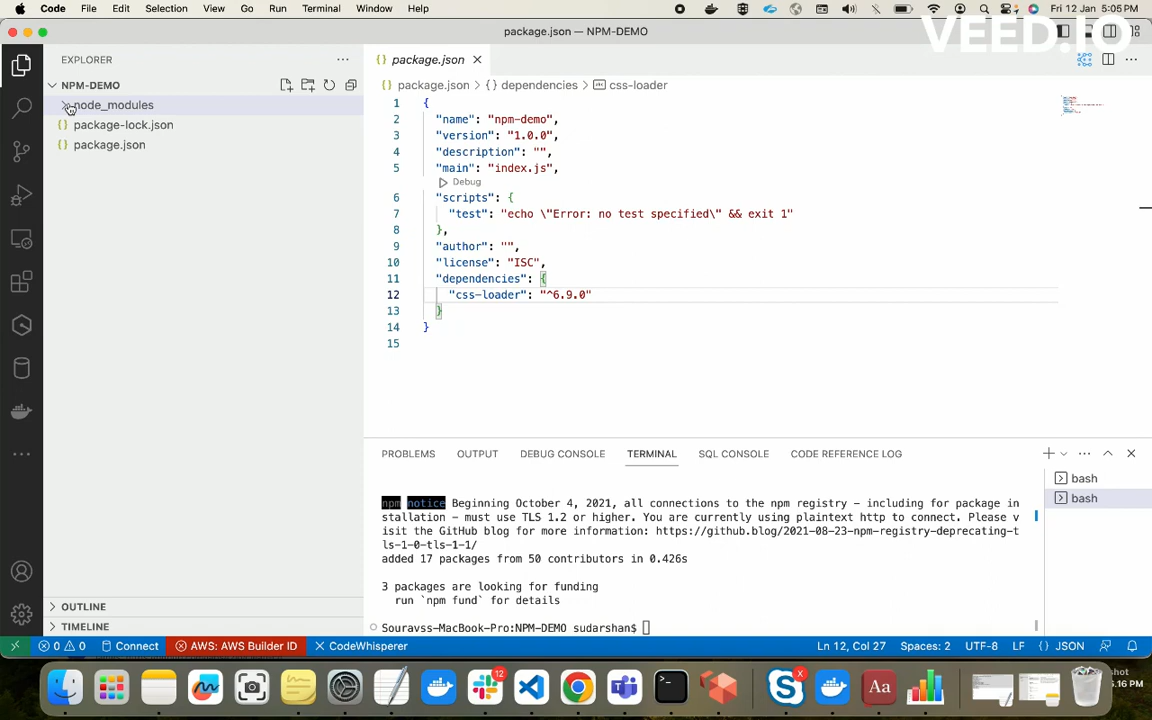 Code File Edit Selection View Go Run Terminal Window Help Fri 12 Jan 5:05 PM
package.json — NPM-DEMO
VEED.IO
EXPLORER
NPM-DEMO
node_modules
package-lock.json
package.json
OUTLINE
TIMELINE
package.json
package.json > {} dependencies > css-loader
1 {
2 "name": "npm-demo",
3 "version": "1.0.0",
4 "description": "",
5 "main": "index.js",
Debug
6 "scripts": {
7 "test": "echo \"Error: no test specified\" && exit 1"
8 },
9 "author": "",
10 "license": "ISC",
11 "dependencies": {
12 "css-loader": "^6.9.0"
13 }
14 }
15
PROBLEMS OUTPUT DEBUG CONSOLE TERMINAL SQL CONSOLE CODE REFERENCE LOG
bash
bash
npm notice Beginning October 4, 2021, all connections to the npm registry - including for package in
stallation - must use TLS 1.2 or higher. You are currently using plaintext http to connect. Please v
isit the GitHub blog for more information: https://github.blog/2021-08-23-npm-registry-deprecating-t
ls-1-0-tls-1-1/
added 17 packages from 50 contributors in 0.426s
3 packages are looking for funding
run `npm fund` for details
Souravss-MacBook-Pro:NPM-DEMO sudarshan$
0 0 Connect AWS: AWS Builder ID CodeWhisperer Ln 12, Col 27 Spaces: 2 UTF-8 LF {} JSON
12
X
Aa